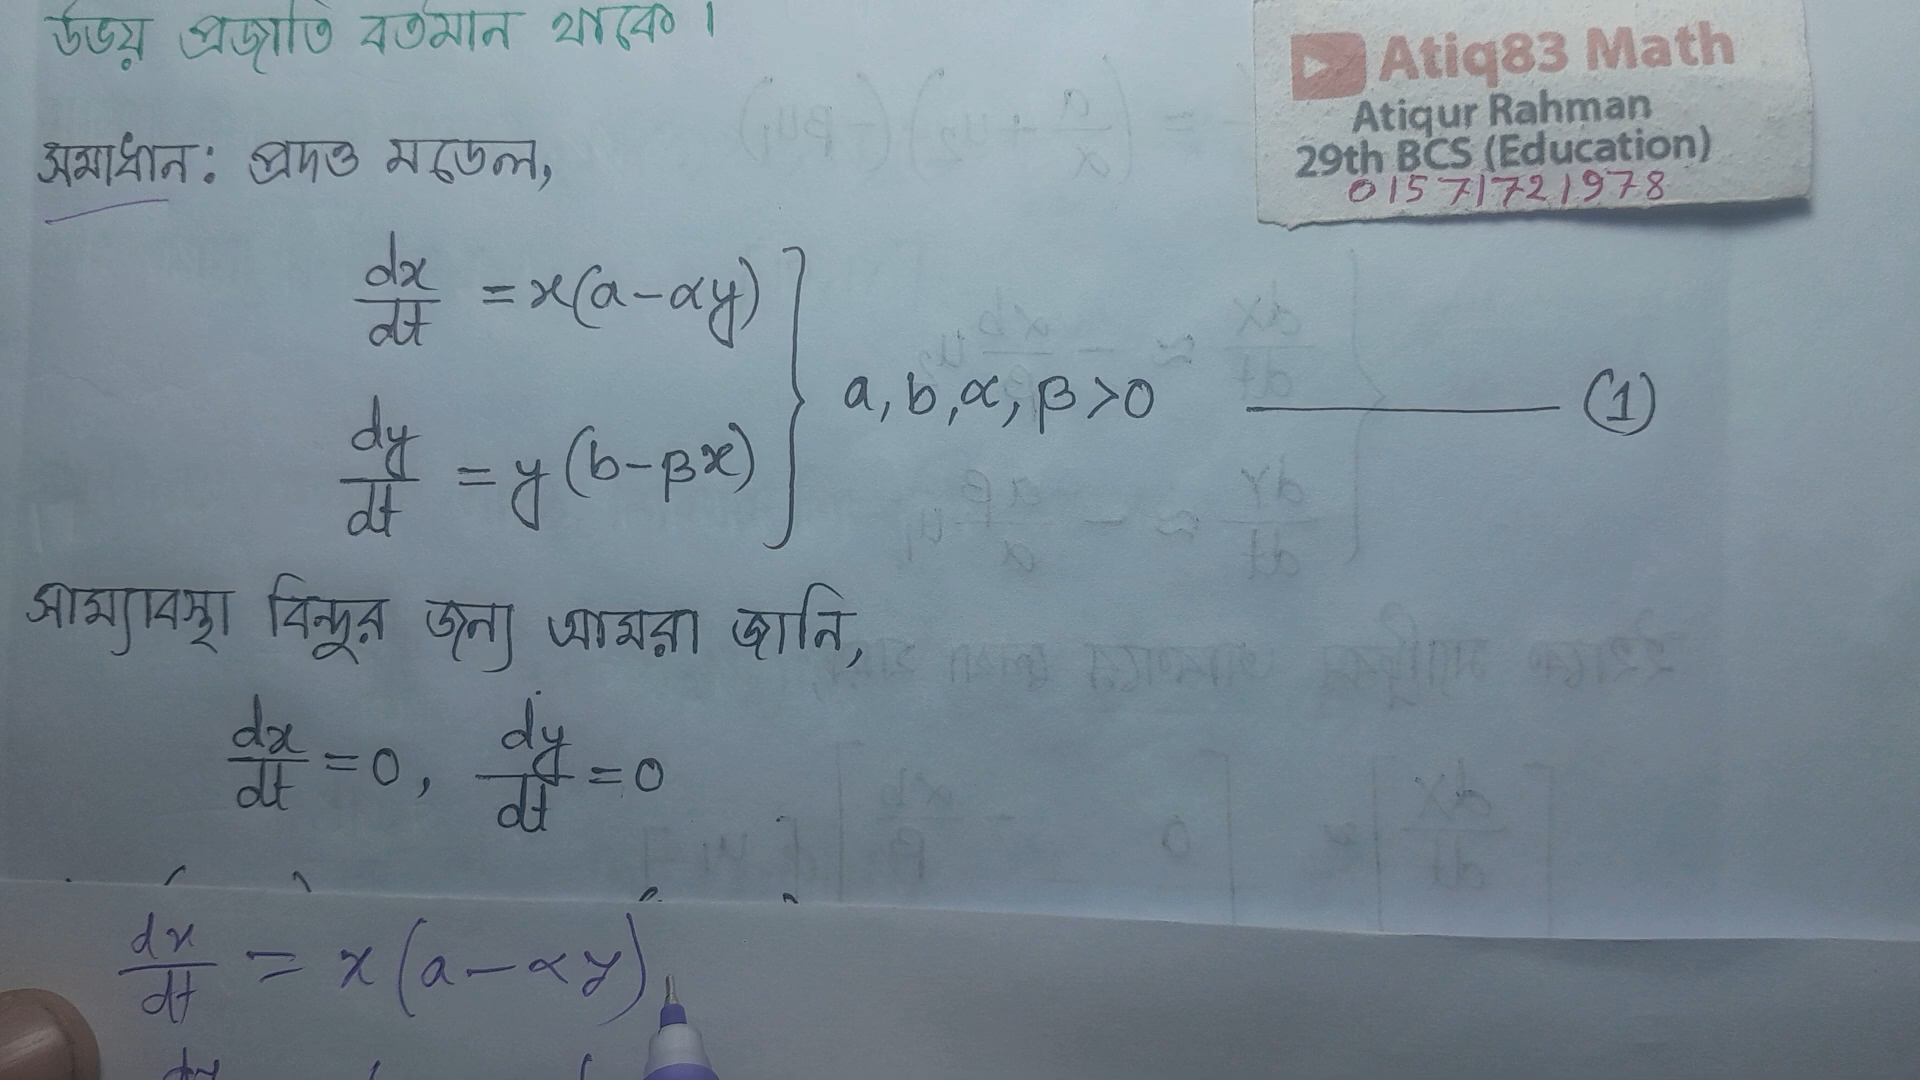 উভয় প্রজাতি বর্তমান থাকে।
Atiq83 Math
Atiqur Rahman
29th BCS (Education)
01571721978
সমাধান: প্রদত্ত মডেল,
dx/dt = x(a-αy)
dy/dt = y(b-βx)
a, b, α, β>0 (1)
সাম্যাবস্থা বিন্দুর জন্য আমরা জানি,
dx/dt = 0, dy/dt = 0
dx/dt = x(a-αy)
dy